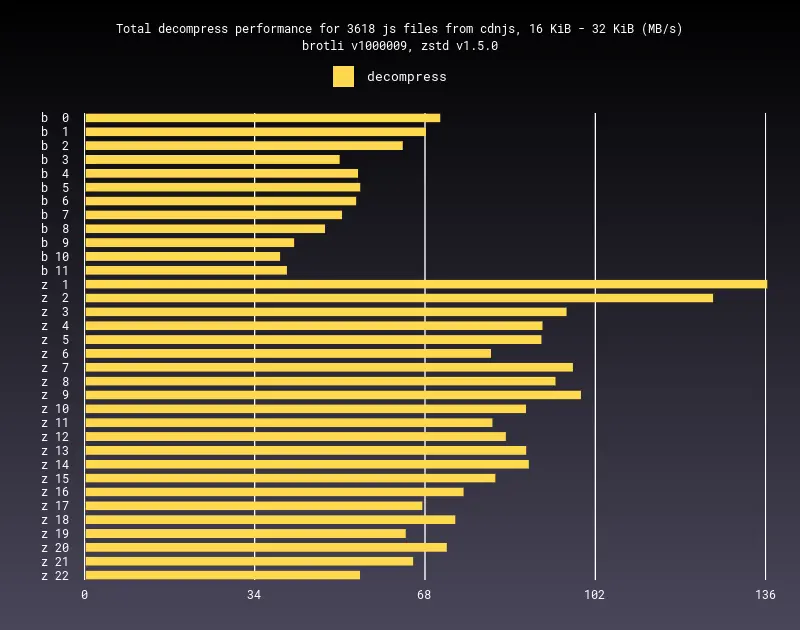 Total decompress performance for 3618 js files from cdnjs, 16 KiB - 32 KiB (MB/s)
brotli v1000009, zstd v1.5.0
decompress
b 0
b 1
b 2
b 3
b 4
b 5
b 6
b 7
b 8
b 9
b 10
b 11
z 1
z 2
z 3
z 4
z 5
z 6
z 7
z 8
z 9
z 10
z 11
z 12
z 13
z 14
z 15
z 16
z 17
z 18
z 19
z 20
z 21
z 22
0 34 68 102 136